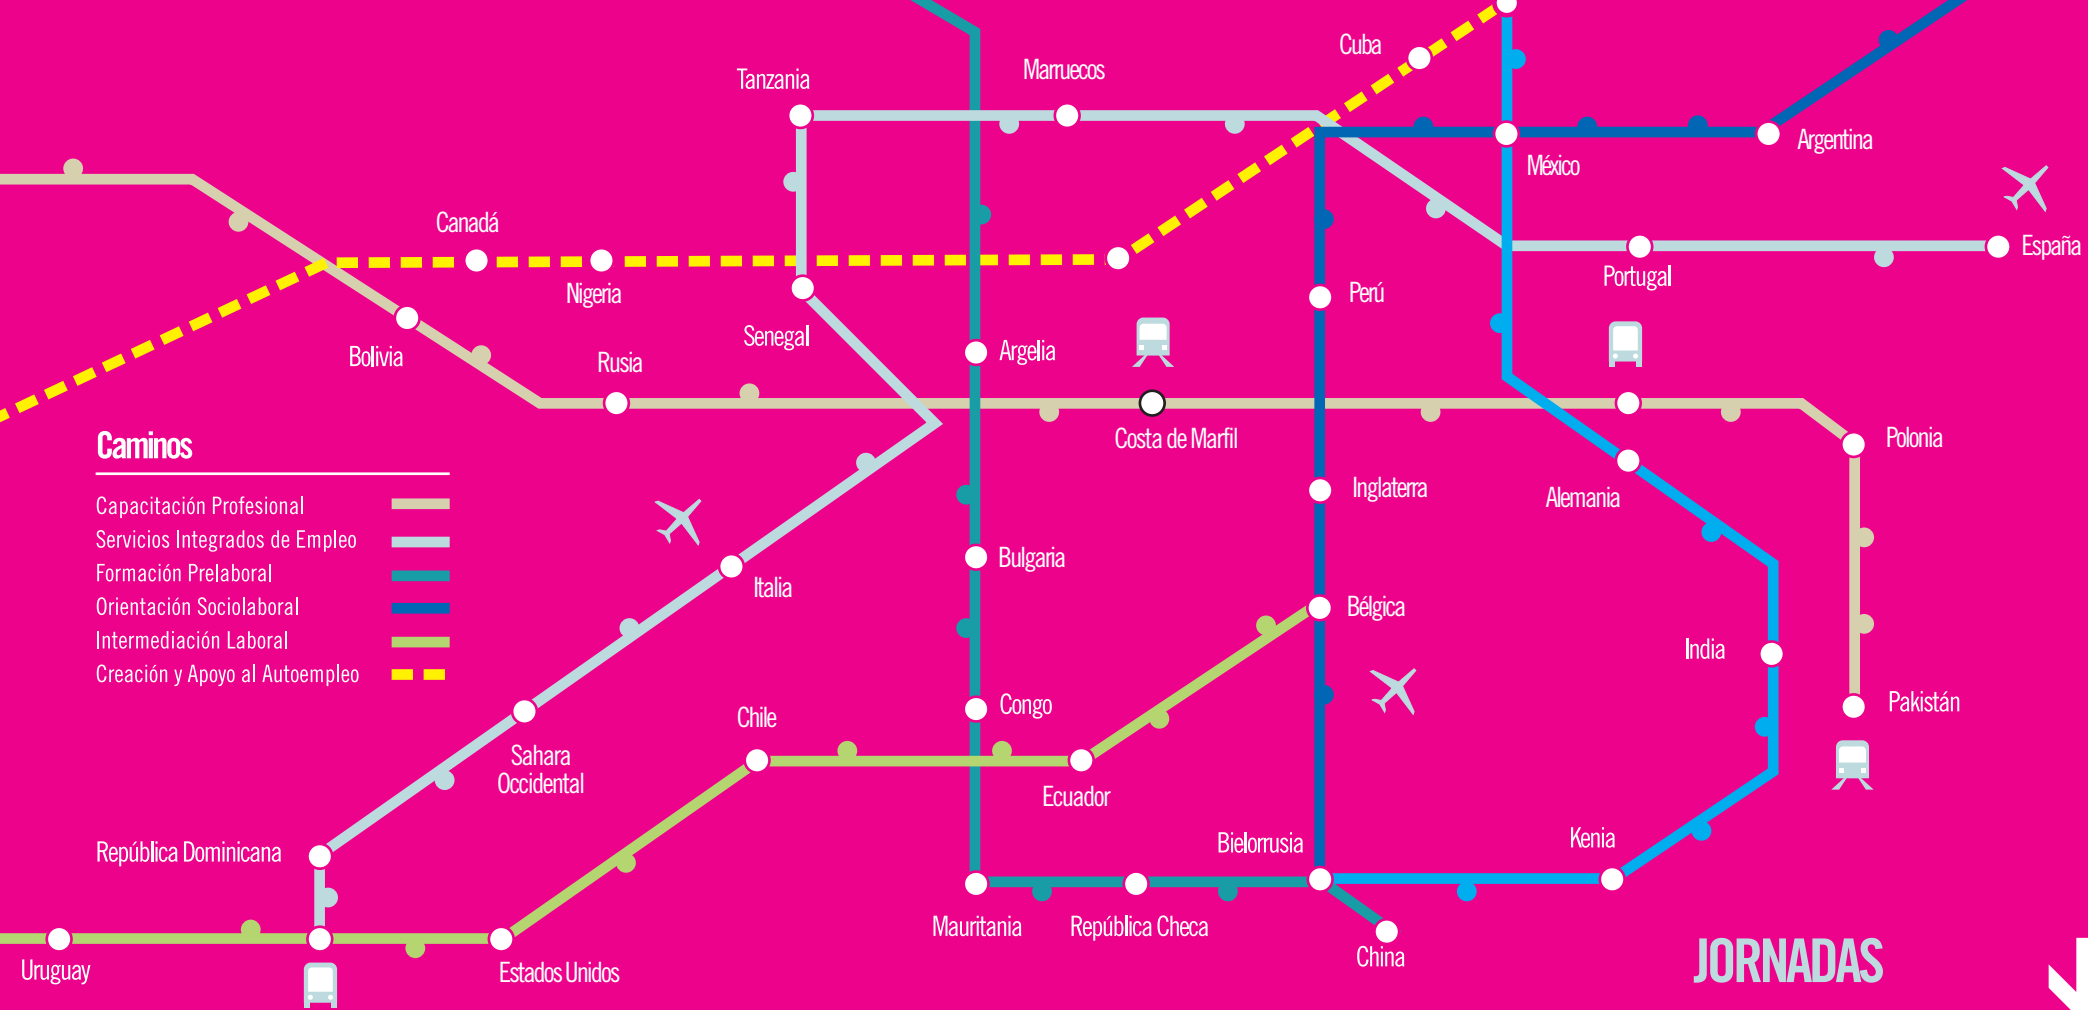 Cuba
Marruecos
Tanzania
Argentina
México
Canadá
España
Portugal
Nigeria
Perú
Senegal
Argelia
Bolivia
Rusia
Costa de Marfil
Polonia
Caminos
Capacitación Profesional
Servicios Integrados de Empleo
Formación Prelaboral
Orientación Sociolaboral
Intermediación Laboral
Creación y Apoyo al Autoempleo
Inglaterra
Alemania
Bulgaria
Italia
Bélgica
India
Congo
Pakistán
Chile
Sahara
Occidental
Ecuador
Bielorrusia
Kenia
República Dominicana
Mauritania
República Checa
China
Uruguay
Estados Unidos
JORNADAS